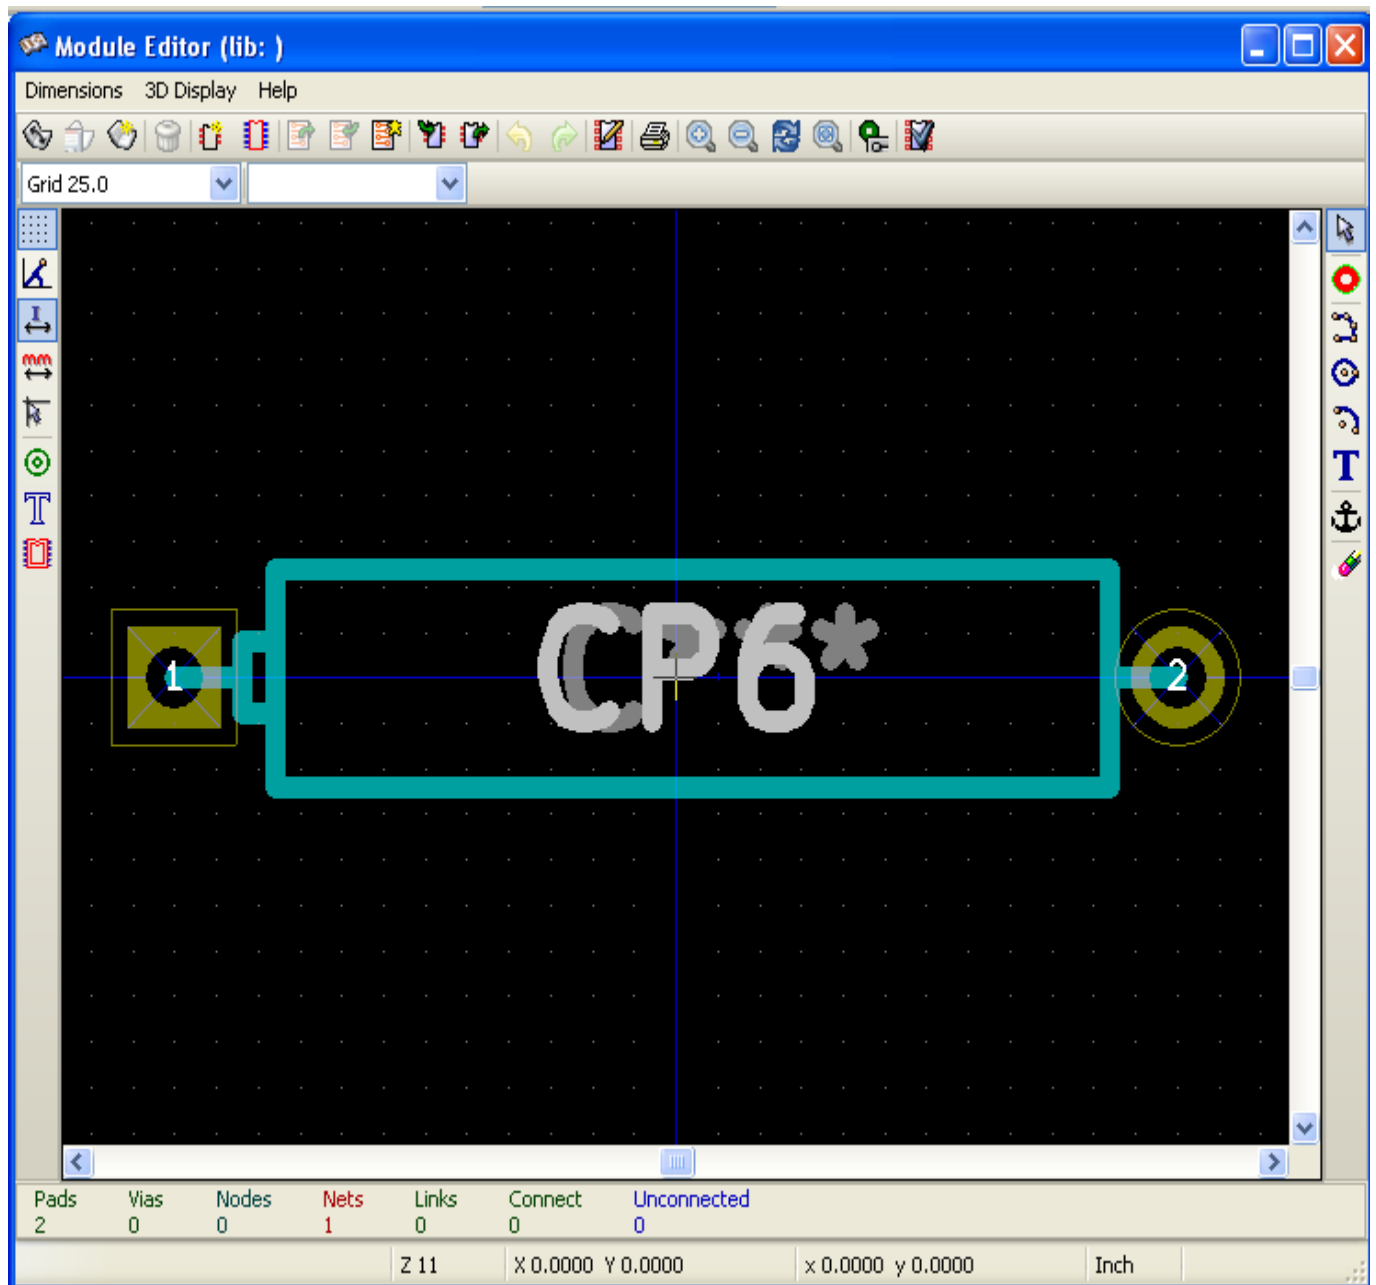 Module Editor (lib: )
Dimensions 3D Display Help
Grid 25.0
I
mm
T
T
CP6*
1
2
Pads Vias Nodes Nets Links Connect Unconnected
2 0 0 1 0 0 0
Z 11 X 0.0000 Y 0.0000 x 0.0000 y 0.0000 Inch